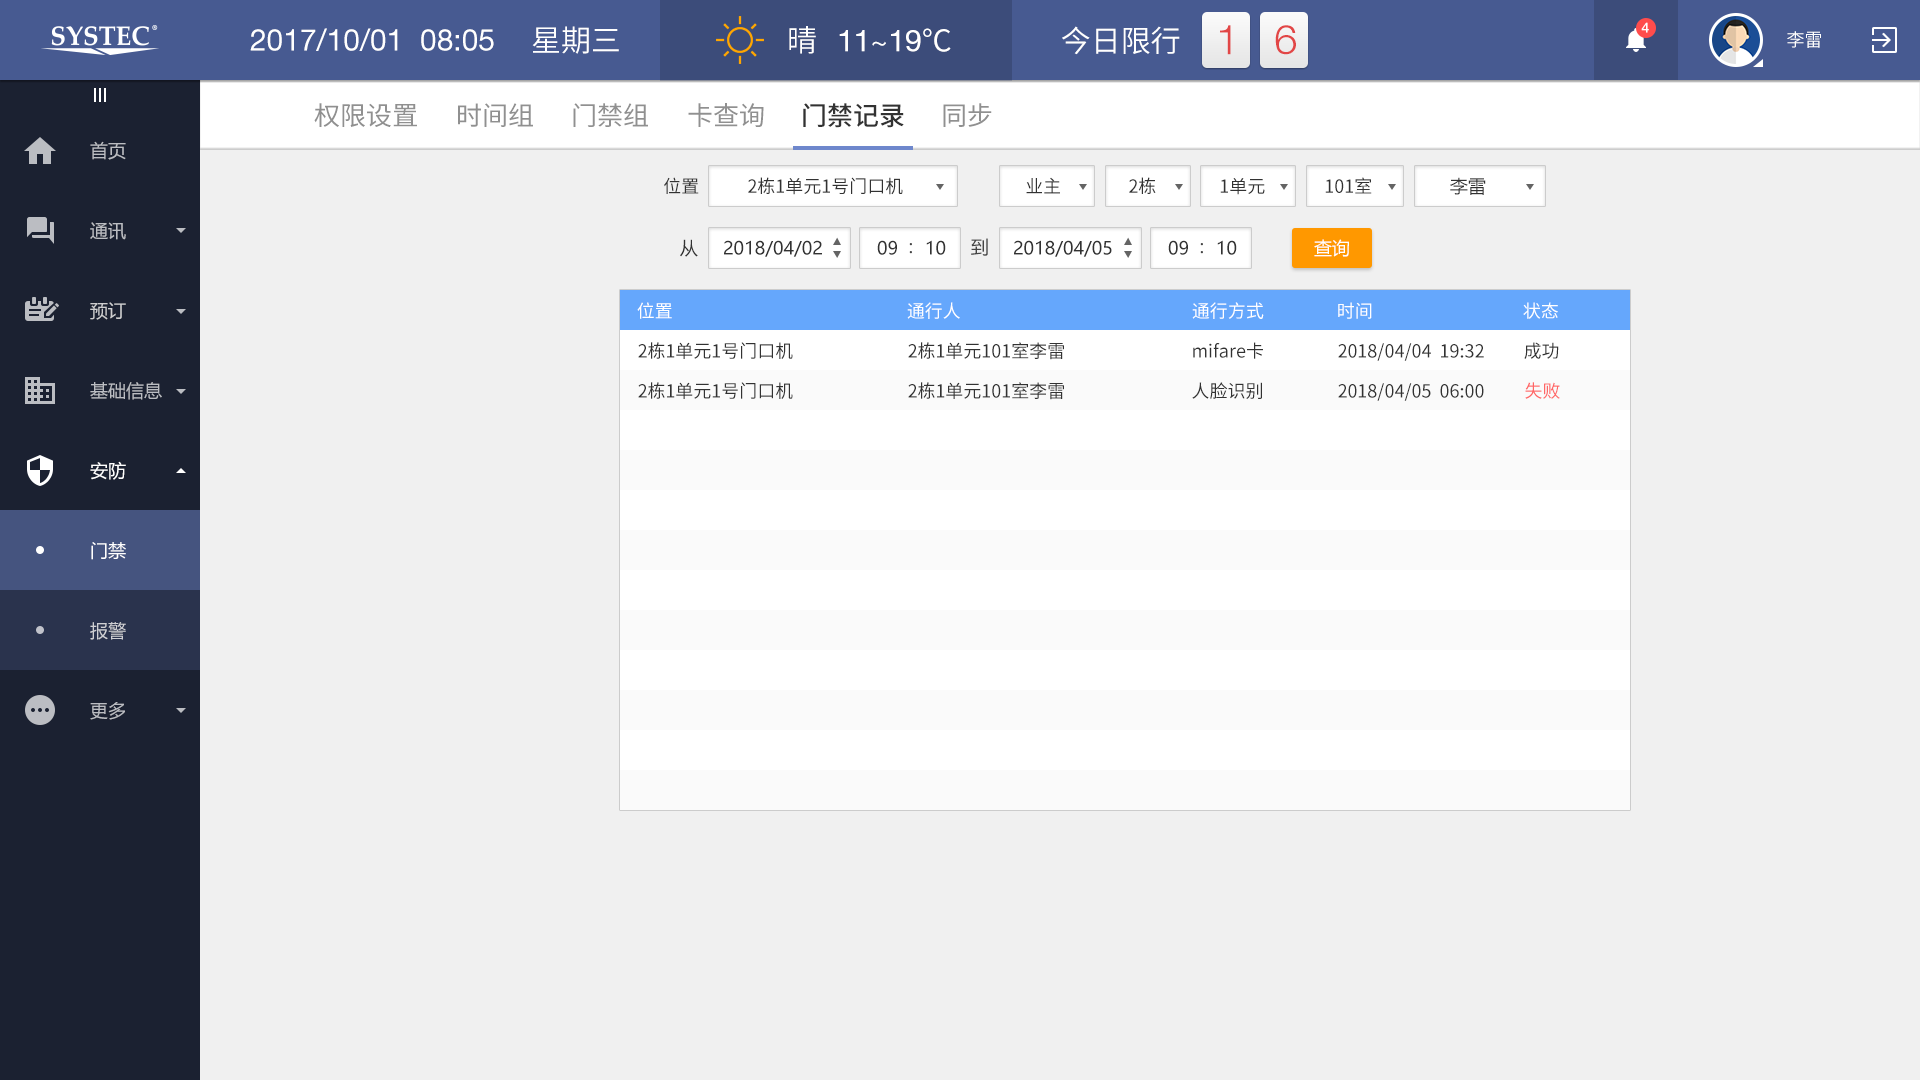 SYSTEC®
2017/10/01 08:05 星期三
晴 11~19℃
今日限行 1 6
4
李雷
首页
通讯
预订
基础信息
安防
门禁
报警
更多
权限设置 时间组 门禁组 卡查询 门禁记录 同步
位置 2栋1单元1号门口机 业主 2栋 1单元 101室 李雷
从 2018/04/02 09 : 10 到 2018/04/05 09 : 10 查询
位置 通行人 通行方式 时间 状态
2栋1单元1号门口机 2栋1单元101室李雷 mifare卡 2018/04/04 19:32 成功
2栋1单元1号门口机 2栋1单元101室李雷 人脸识别 2018/04/05 06:00 失败